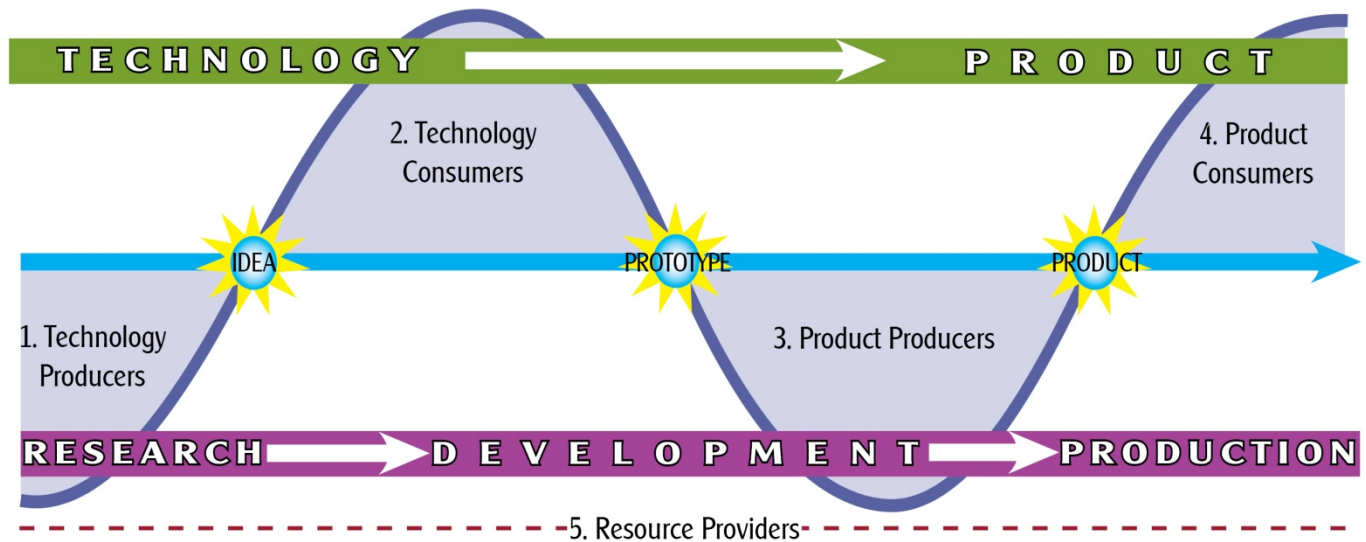 TECHNOLOGY PRODUCT
2. Technology
Consumers
4. Product
Consumers
IDEA PROTOTYPE PRODUCT
1. Technology
Producers
3. Product Producers
RESEARCH DEVELOPMENT PRODUCTION
5. Resource Providers